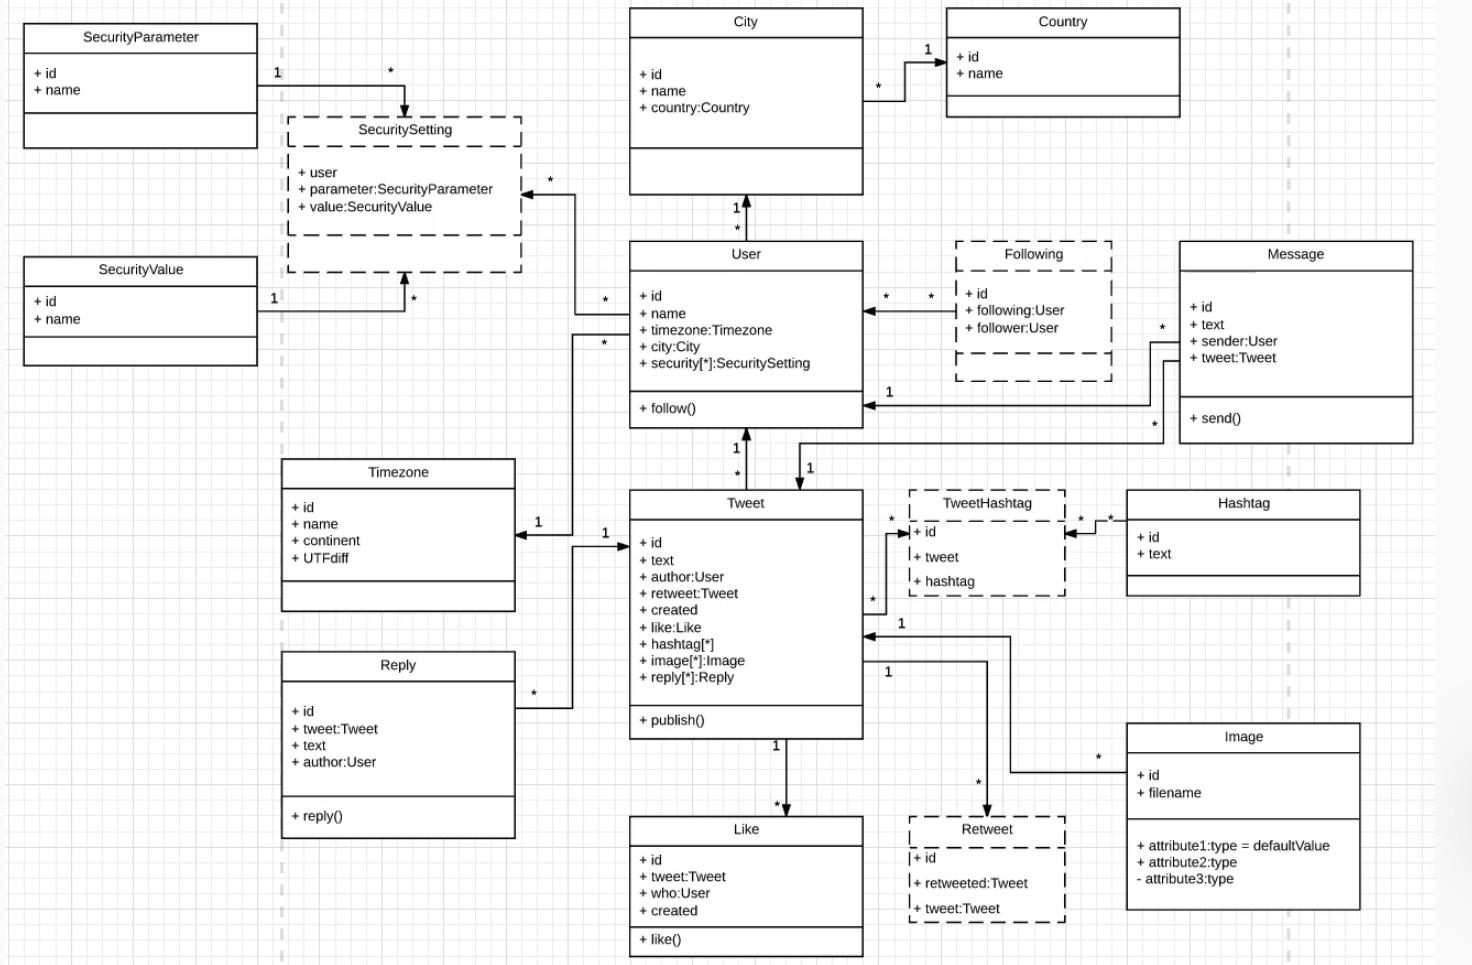 SecurityParameter
+ id
+ name
1
*
SecuritySetting
+ user
+ parameter:SecurityParameter
+ value:SecurityValue
*
SecurityValue
+ id
+ name
1
*
City
+ id
+ name
+ country:Country
*
1
Country
+ id
+ name
1
*
User
+ id
+ name
+ timezone:Timezone
+ city:City
+ security[*]:SecuritySetting
+ follow()
*
*
*
*
Following
+ id
+ following:User
+ follower:User
Message
+ id
+ text
+ sender:User
+ tweet:Tweet
+ send()
*
1
*
1
1
*
Timezone
+ id
+ name
+ continent
+ UTFdiff
1
1
Tweet
+ id
+ text
+ author:User
+ retweet:Tweet
+ created
+ like:Like
+ hashtag[*]
+ image[*]:Image
+ reply[*]:Reply
+ publish()
*
*
TweetHashtag
+ id
+ tweet
+ hashtag
*
*
Hashtag
+ id
+ text
1
1
Reply
+ id
+ tweet:Tweet
+ text
+ author:User
+ reply()
*
1
*
Like
+ id
+ tweet:Tweet
+ who:User
+ created
+ like()
*
Retweet
+ id
+ retweeted:Tweet
+ tweet:Tweet
*
Image
+ id
+ filename
+ attribute1:type = defaultValue
+ attribute2:type
- attribute3:type